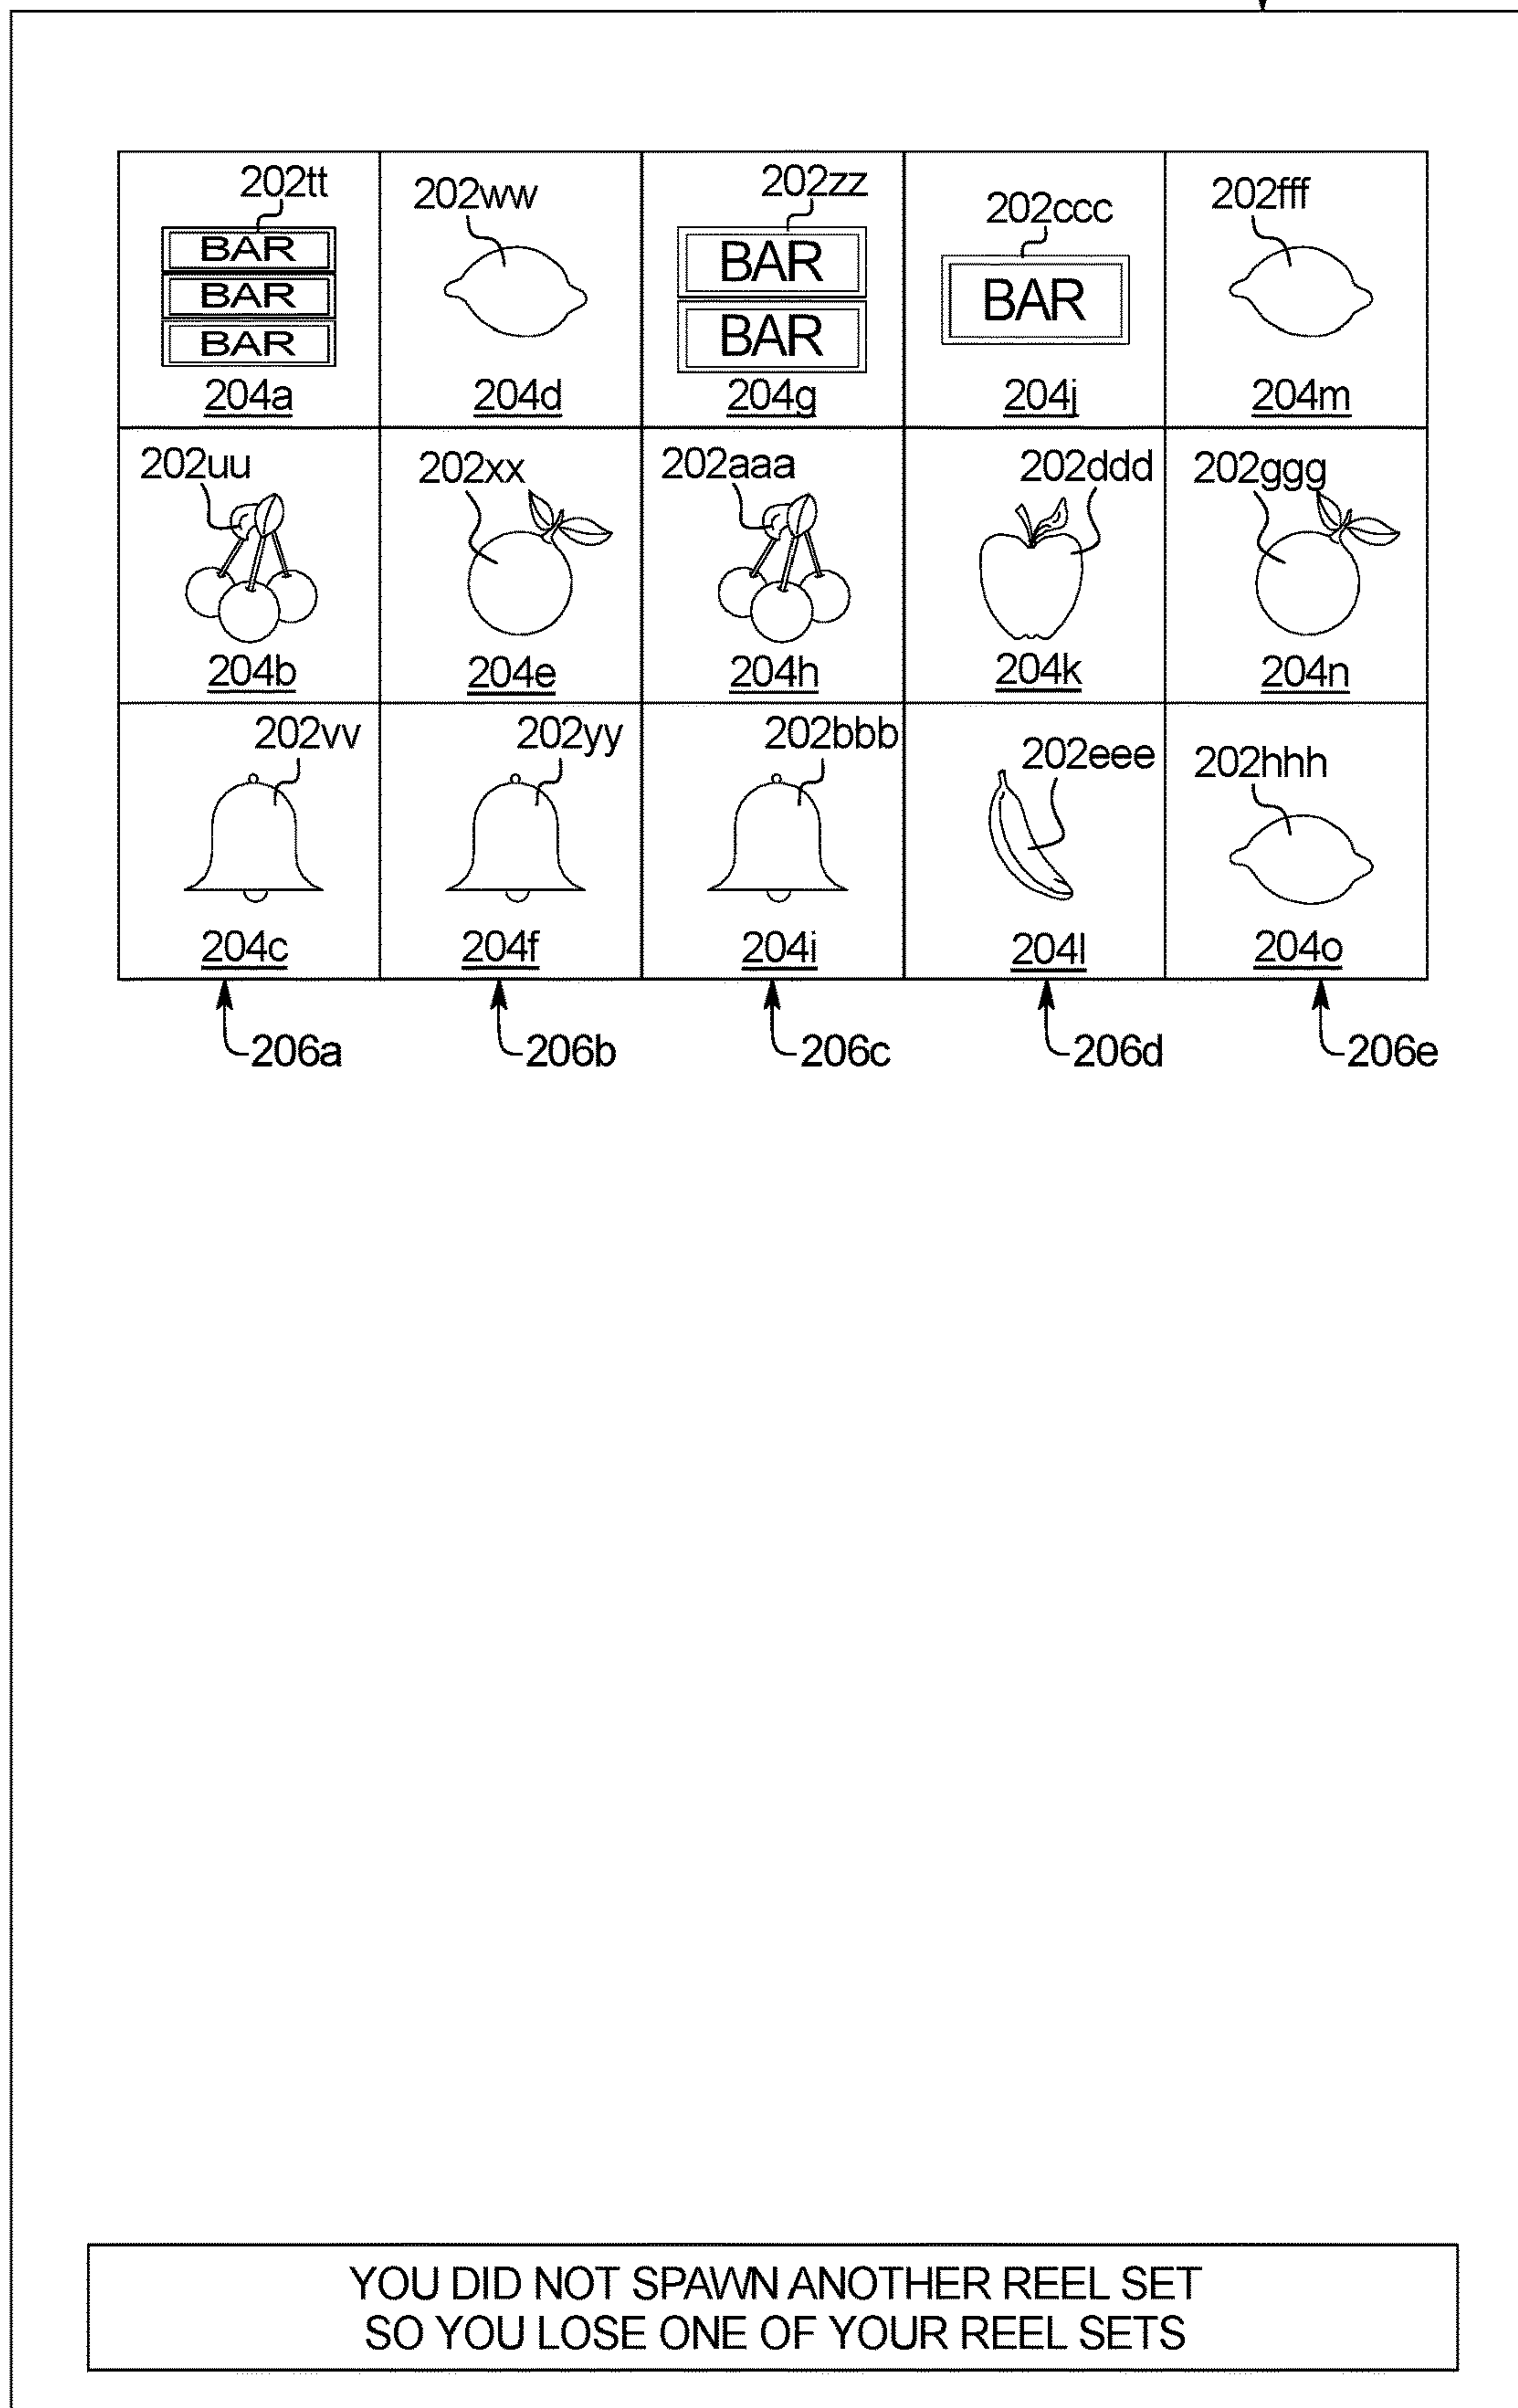 202tt 202ww 202zz 202ccc 202fff
BAR BAR BAR
BAR
BAR BAR
BAR
204a 204d 204g 204j 204m
202uu 202xx 202aaa 202ddd 202ggg
204b 204e 204h 204k 204n
202vv 202yy 202bbb 202eee 202hhh
204c 204f 204i 204l 204o
206a 206b 206c 206d 206e
YOU DID NOT SPAWN ANOTHER REEL SET
SO YOU LOSE ONE OF YOUR REEL SETS